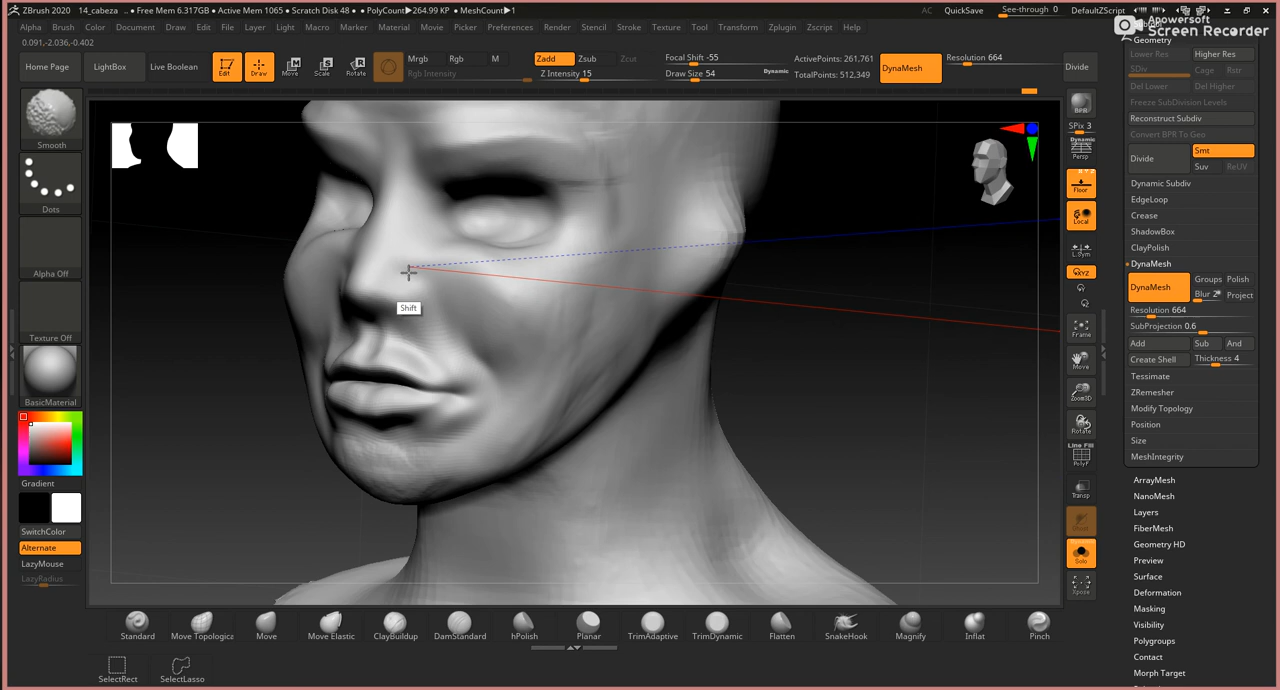 ZBrush 2020   14_cabeza   .. ● Free Mem 6.317GB ● Active Mem 1065 ● Scratch Disk 48 ● PolyCount▶264.99 KP ● MeshCount▶1
AC QuickSave See-through 0 DefaultZScript
Apowersoft
Screen Recorder
Alpha Brush Color Document Draw Edit File Layer Light Macro Marker Material Movie Picker Preferences Render Stencil Stroke Texture Tool Transform Zplugin Zscript Help
0.091,-2.036,-0.402
Home Page LightBox Live Boolean Edit Draw Move Scale Rotate
Mrgb Rgb M
Rgb Intensity
Zadd Zsub Zcut
Z Intensity 15
Focal Shift -55
Draw Size 54 Dynamic
ActivePoints: 261,761
TotalPoints: 512,349
DynaMesh
Resolution 664
Divide
Smooth
Dots
Alpha Off
Texture Off
BasicMaterial
Gradient
SwitchColor
Alternate
LazyMouse
LazyRadius
Shift
BPR
SPix 3
Dynamic
Persp
Floor
Local
L.Sym
XYZ
Frame
Move
Zoom3D
Rotate
Line Fill
PolyF
Transp
Solo
Xpose
Geometry
Lower Res Higher Res
SDiv Cage Rstr
Del Lower Del Higher
Freeze SubDivision Levels
Reconstruct Subdiv
Convert BPR To Geo
Divide Smt
Suv ReUV
Dynamic Subdiv
EdgeLoop
Crease
ShadowBox
ClayPolish
DynaMesh
DynaMesh Groups Polish
Blur 2 Project
Resolution 664
SubProjection 0.6
Add Sub And
Create Shell Thickness 4
Tessimate
ZRemesher
Modify Topology
Position
Size
MeshIntegrity
ArrayMesh
NanoMesh
Layers
FiberMesh
Geometry HD
Preview
Surface
Deformation
Masking
Visibility
Polygroups
Contact
Morph Target
Standard Move Topologica Move Move Elastic ClayBuildup DamStandard hPolish Planar TrimAdaptive TrimDynamic Flatten SnakeHook Magnify Inflat Pinch
SelectRect SelectLasso